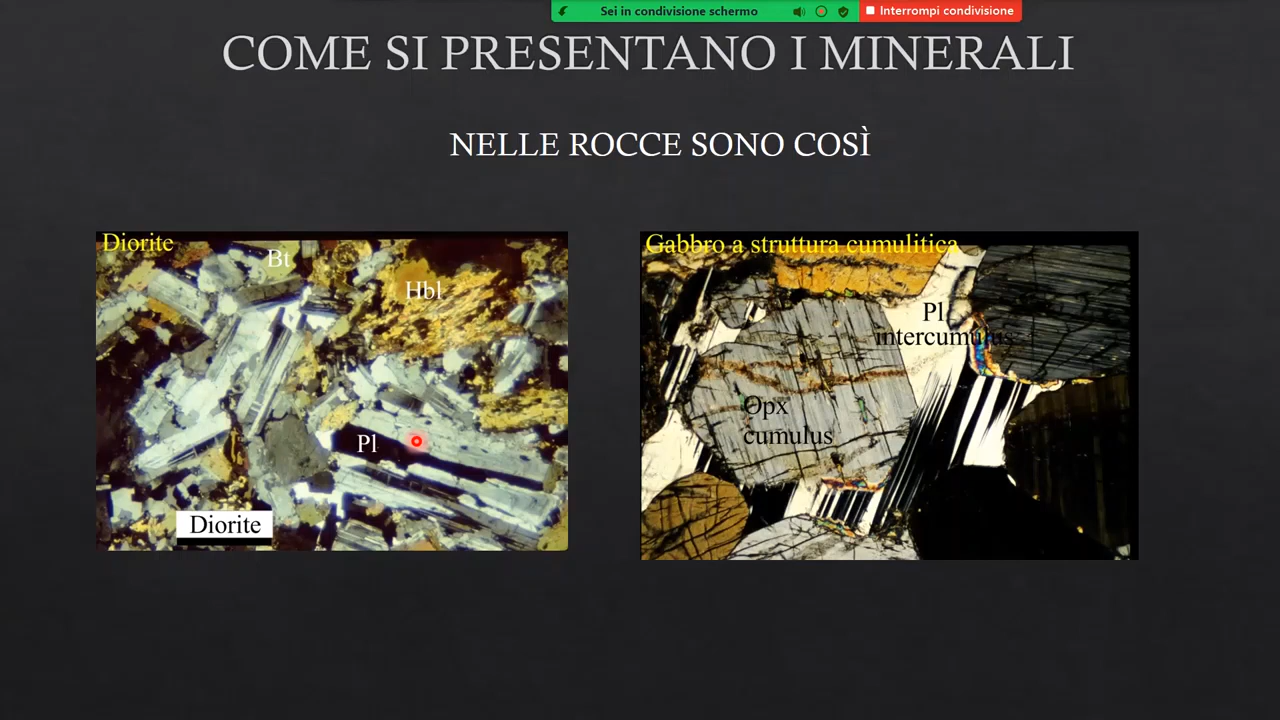 Sei in condivisione schermo
Interrompi condivisione
COME SI PRESENTANO I MINERALI
NELLE ROCCE SONO COSÌ
Diorite
Bt
Hbl
Pl
Diorite
Gabbro a struttura cumulitica
Pl
intercumulus
Opx
cumulus